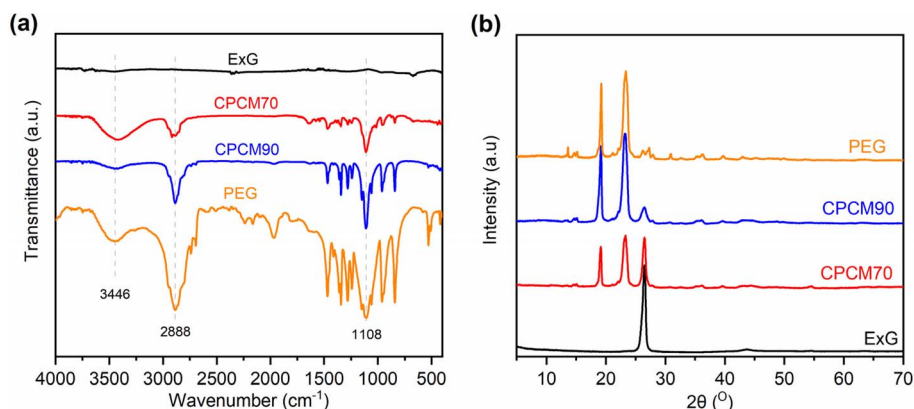 (a)
ExG
CPCM70
CPCM90
PEG
3446
2888
1108
Transmittance (a.u.)
4000 3500 3000 2500 2000 1500 1000 500
Wavenumber (cm⁻¹)
(b)
PEG
CPCM90
CPCM70
ExG
Intensity (a.u)
10 20 30 40 50 60 70
2θ (⁰)